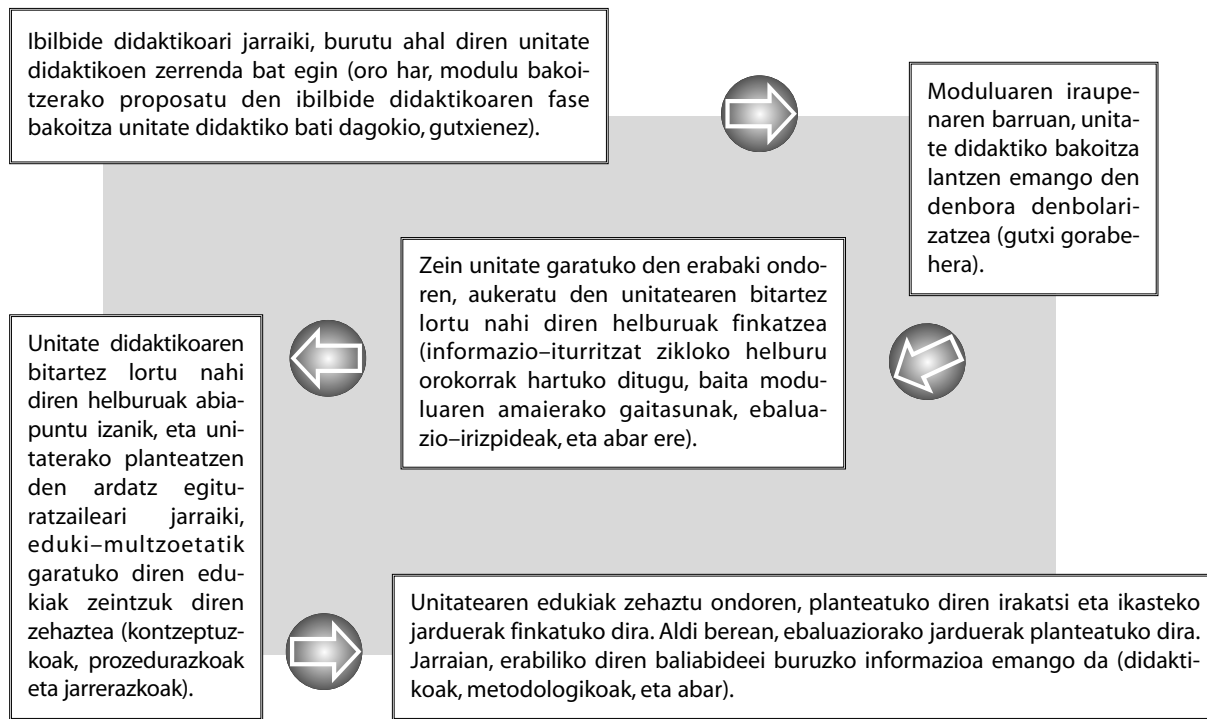 Ibilbide didaktikoari jarraiki, burutu ahal diren unitate
didaktikoen zerrenda bat egin (oro har, modulu bakoi-
tzerako proposatu den ibilbide didaktikoaren fase
bakoitza unitate didaktiko bati dagokio, gutxienez).
Moduluaren iraupe-
naren barruan, unita-
te didaktiko bakoitza
lantzen emango den
denbora denbolari-
zatzea (gutxi gorabe-
hera).
Zein unitate garatuko den erabaki ondo-
ren, aukeratu den unitatearen bitartez
lortu nahi diren helburuak finkatzea
(informazio–iturritzat zikloko helburu
orokorrak hartuko ditugu, baita modu-
luaren amaierako gaitasunak, ebalua-
zio–irizpideak, eta abar ere).
Unitate didaktikoaren
bitartez lortu nahi
diren helburuak abia-
puntu izanik, eta uni-
taterako planteatzen
den ardatz egitu-
ratzaileari jarraiki,
eduki–multzoetatik
garatuko diren edu-
kiak zeintzuk diren
zehaztea (kontzeptuz-
koak, prozedurazkoak
eta jarrerazkoak).
Unitatearen edukiak zehaztu ondoren, planteatuko diren irakatsi eta ikasteko
jarduerak finkatuko dira. Aldi berean, ebaluaziorako jarduerak planteatuko dira.
Jarraian, erabiliko diren baliabideei buruzko informazioa emango da (didakti-
koak, metodologikoak, eta abar).